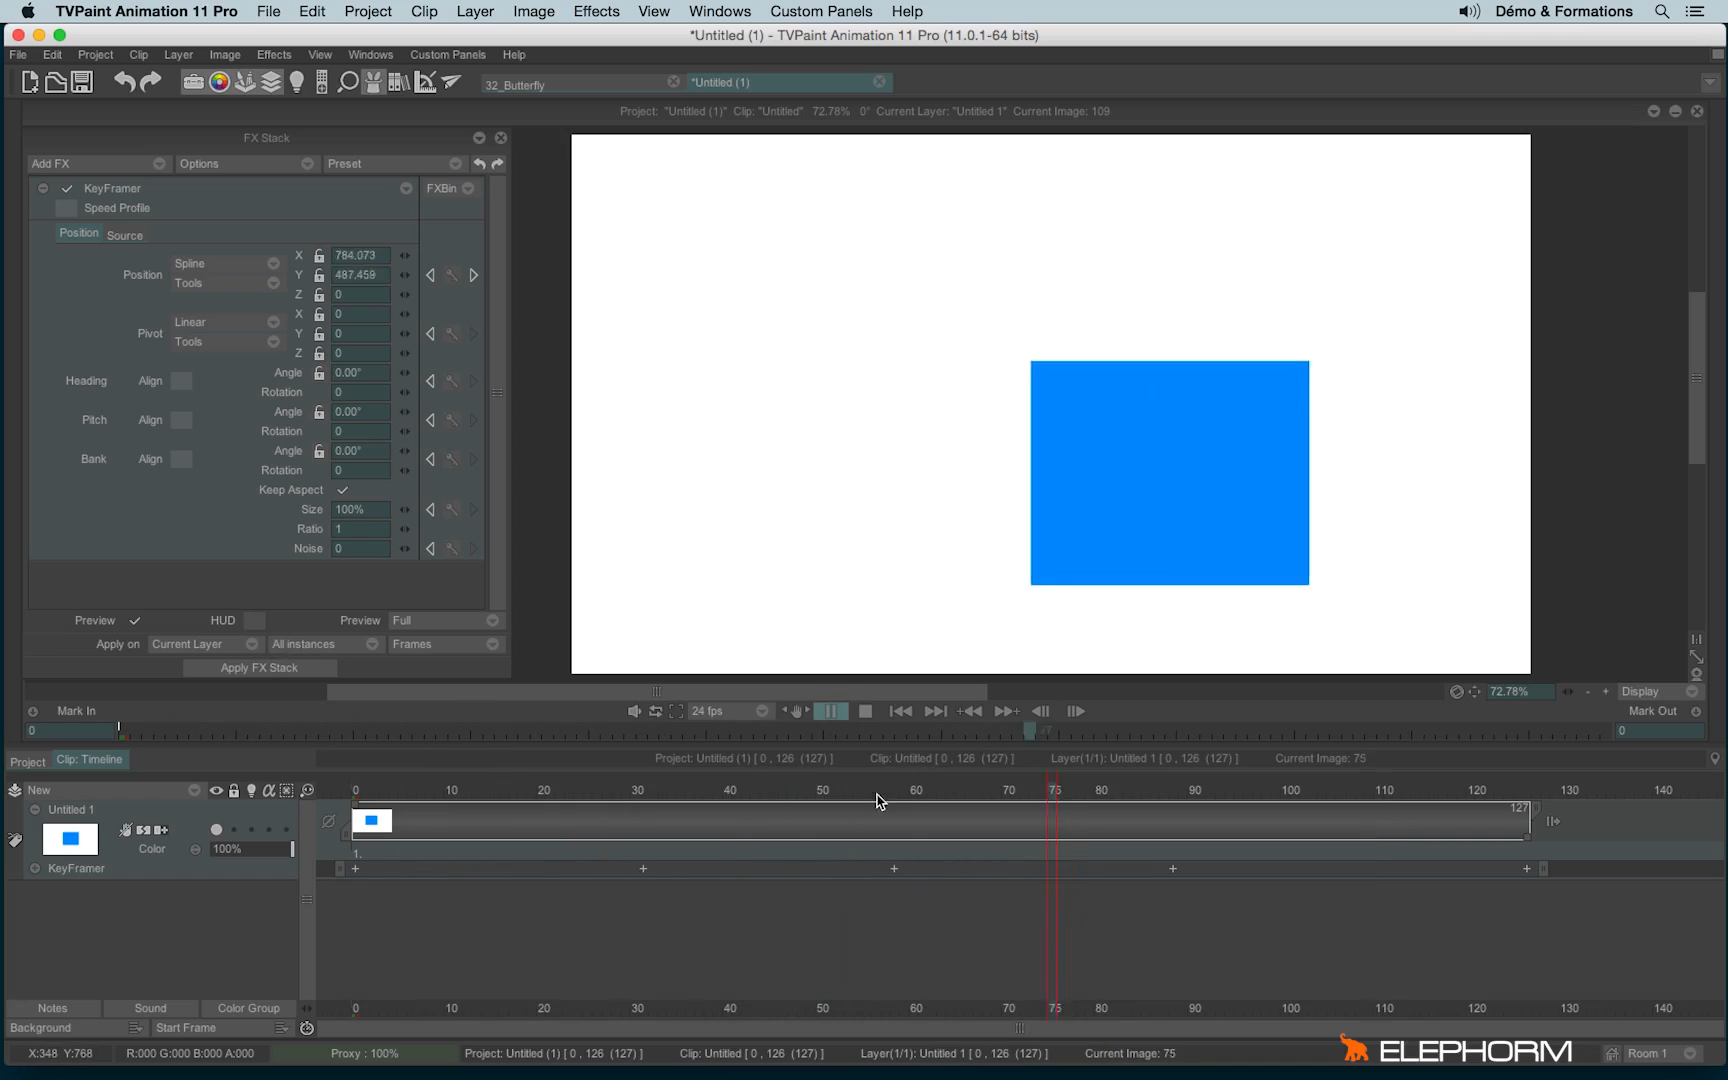 TVPaint Animation 11 Pro File Edit Project Clip Layer Image Effects View Windows Custom Panels Help Démo & Formations
*Untitled (1) - TVPaint Animation 11 Pro (11.0.1-64 bits)
File Edit Project Clip Layer Image Effects View Windows Custom Panels Help
32_Butterfly *Untitled (1)
Project: "Untitled (1)" Clip: "Untitled" 72.78% 0° Current Layer: "Untitled 1" Current Image: 109
FX Stack
Add FX Options Preset
KeyFramer FXBin
Speed Profile
Position Source
X 784.073
Spline
Position Y 487.459
Tools
Z 0
X 0
Linear
Pivot Y 0
Tools
Z 0
Angle 0.00°
Heading Align
Rotation 0
Angle 0.00°
Pitch Align
Rotation 0
Angle 0.00°
Bank Align
Rotation 0
Keep Aspect
Size 100%
Ratio 1
Noise 0
Preview HUD Preview Full
Apply on Current Layer All instances Frames
Apply FX Stack
72.78% - + Display
Mark In 24 fps Mark Out
0 0
Project Clip: Timeline Project: Untitled (1) [ 0 , 126 (127) ] Clip: Untitled [ 0 , 126 (127) ] Layer(1/1): Untitled 1 [ 0 , 126 (127) ] Current Image: 75
New 0 10 20 30 40 50 60 70 75 80 90 100 110 120 130 140
Untitled 1 127
Color 100%
1.
KeyFramer
Notes Sound Color Group 0 10 20 30 40 50 60 70 75 80 90 100 110 120 130 140
Background Start Frame
X:348 Y:768 R:000 G:000 B:000 A:000 Proxy : 100% Project: Untitled (1) [ 0 , 126 (127) ] Clip: Untitled [ 0 , 126 (127) ] Layer(1/1): Untitled 1 [ 0 , 126 (127) ] Current Image: 75 ELEPHORM Room 1